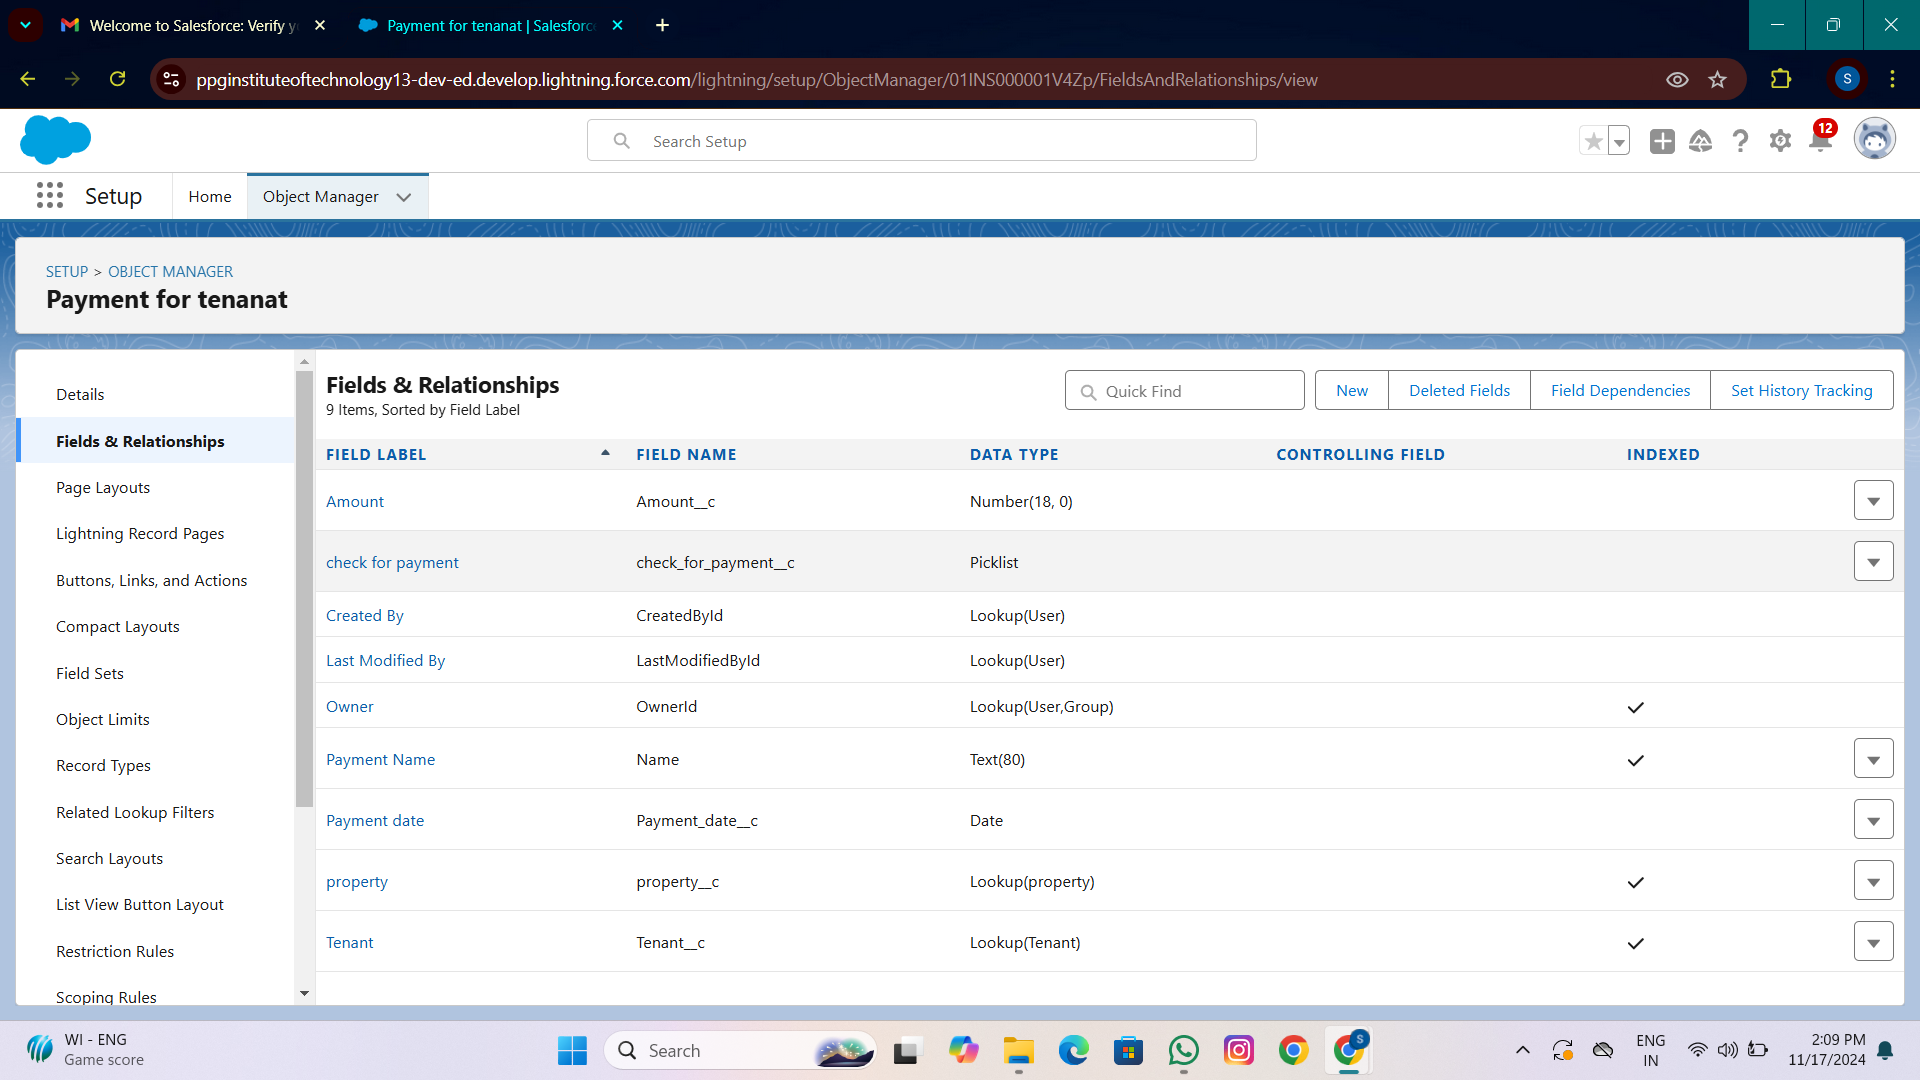 Welcome to Salesforce: Verify y
Payment for tenanat | Salesforc
ppginstituteoftechnology13-dev-ed.develop.lightning.force.com/lightning/setup/ObjectManager/01INS000001V4Zp/FieldsAndRelationships/view
S
Search Setup
12
Setup
Home
Object Manager
SETUP > OBJECT MANAGER
Payment for tenanat
Details
Fields & Relationships
Page Layouts
Lightning Record Pages
Buttons, Links, and Actions
Compact Layouts
Field Sets
Object Limits
Record Types
Related Lookup Filters
Search Layouts
List View Button Layout
Restriction Rules
Scoping Rules
Fields & Relationships
9 Items, Sorted by Field Label
Quick Find
New
Deleted Fields
Field Dependencies
Set History Tracking
FIELD LABEL FIELD NAME DATA TYPE CONTROLLING FIELD INDEXED
Amount Amount__c Number(18, 0)
check for payment check_for_payment__c Picklist
Created By CreatedById Lookup(User)
Last Modified By LastModifiedById Lookup(User)
Owner OwnerId Lookup(User,Group)
Payment Name Name Text(80)
Payment date Payment_date__c Date
property property__c Lookup(property)
Tenant Tenant__c Lookup(Tenant)
WI - ENG
Game score
Search
S
ENG
IN
2:09 PM
11/17/2024